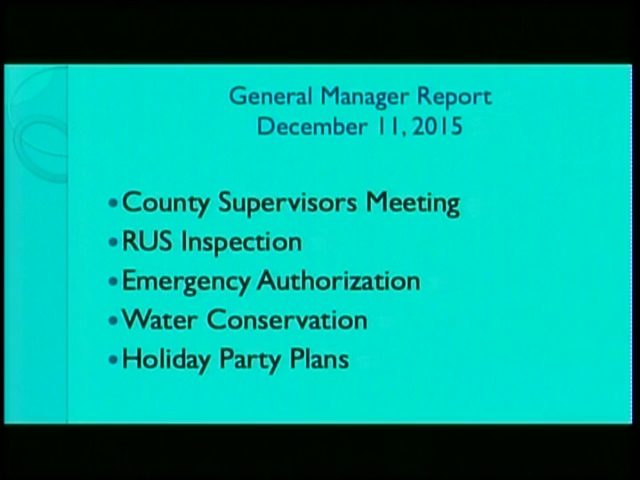 General Manager Report
December 11, 2015
•County Supervisors Meeting
•RUS Inspection
•Emergency Authorization
•Water Conservation
•Holiday Party Plans